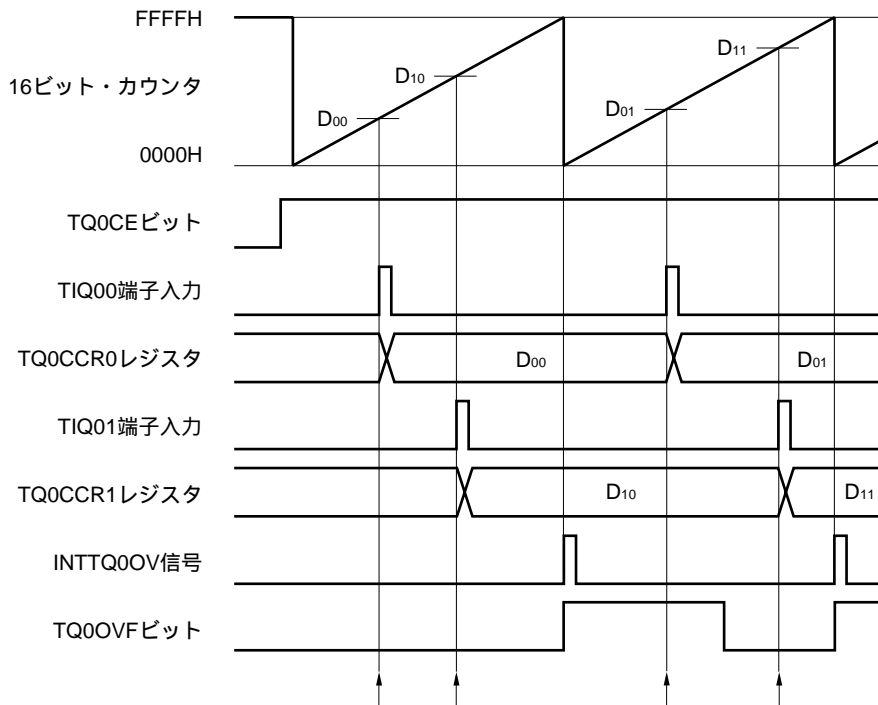 FFFFH
16ビット・カウンタ
0000H
D00
D10
D01
D11
TQ0CEビット
TIQ00端子入力
TQ0CCR0レジスタ
D00
D01
TIQ01端子入力
TQ0CCR1レジスタ
D10
D11
INTTQ0OV信号
TQ0OVFビット